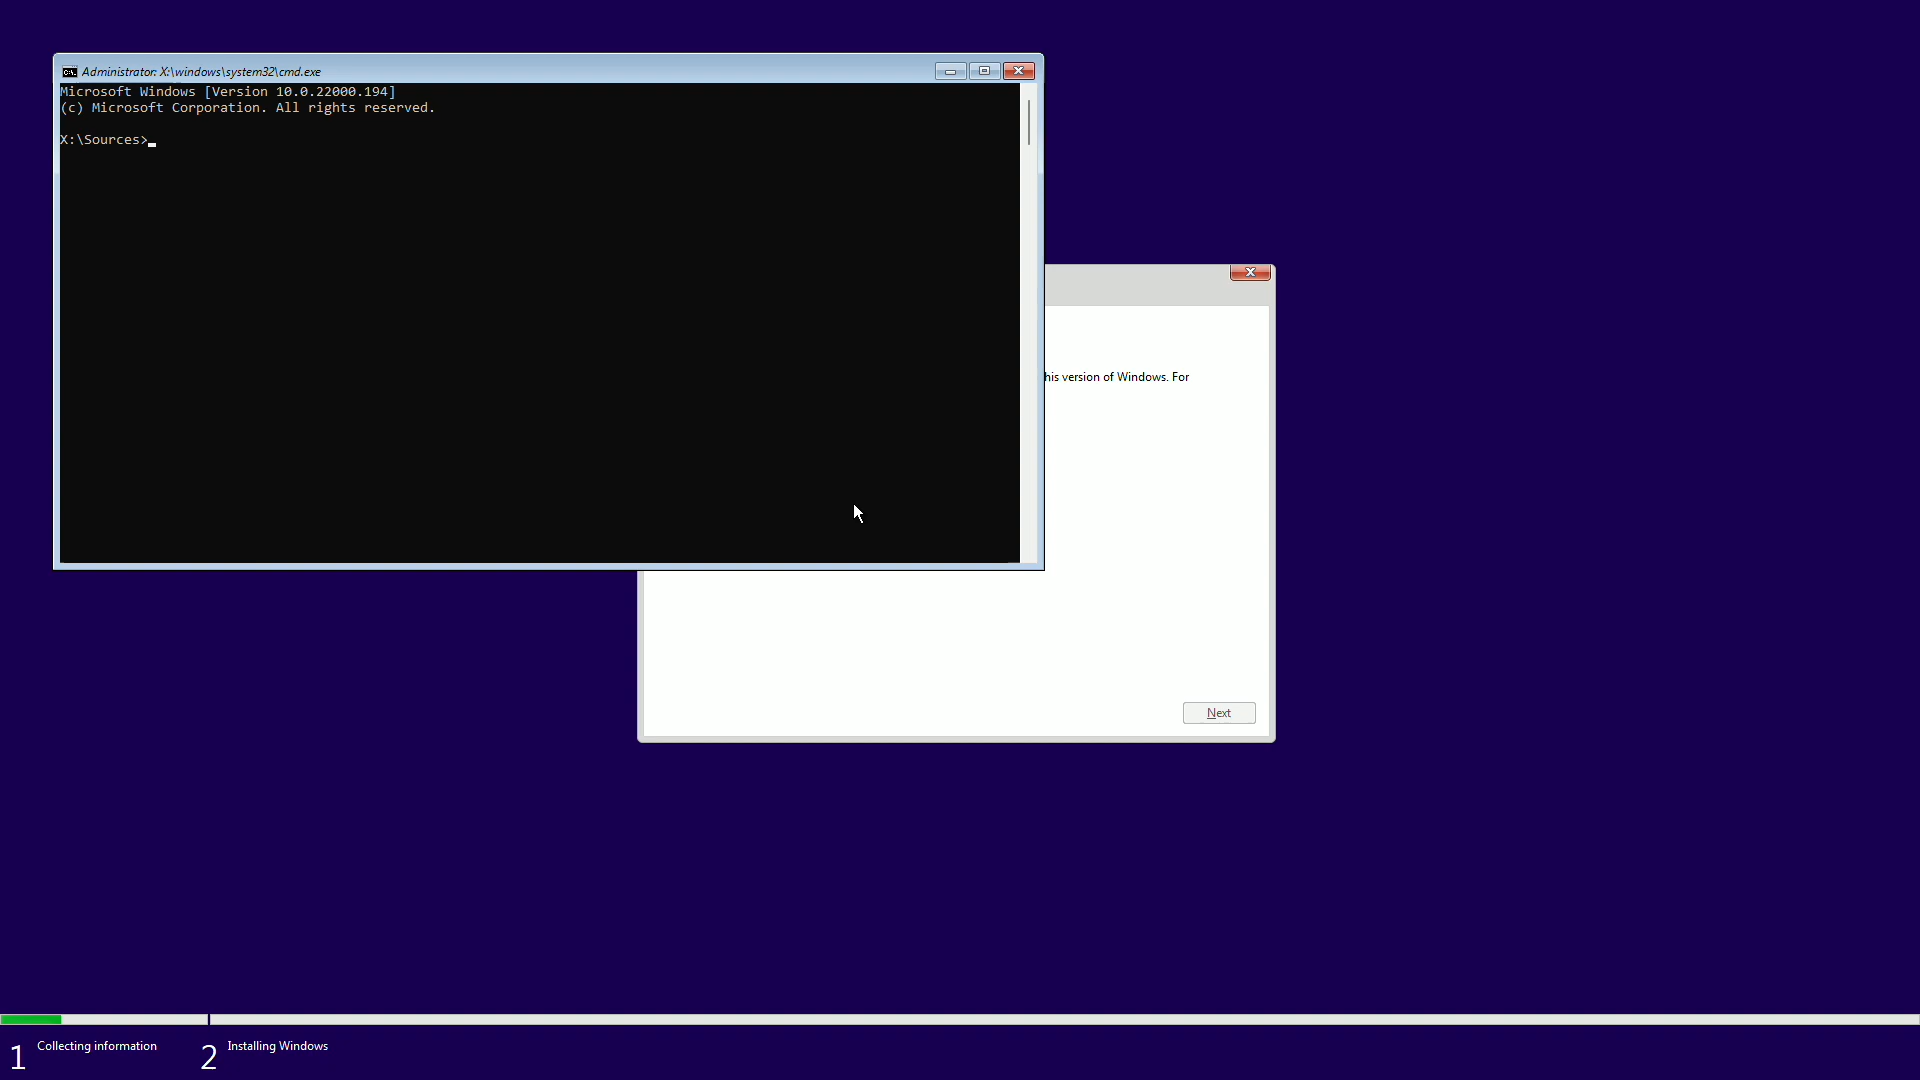 Administrator: X:\windows\system32\cmd.exe
Microsoft Windows [Version 10.0.22000.194]
(c) Microsoft Corporation. All rights reserved.
X:\Sources>
his version of Windows. For
Next
1 Collecting information
2 Installing Windows